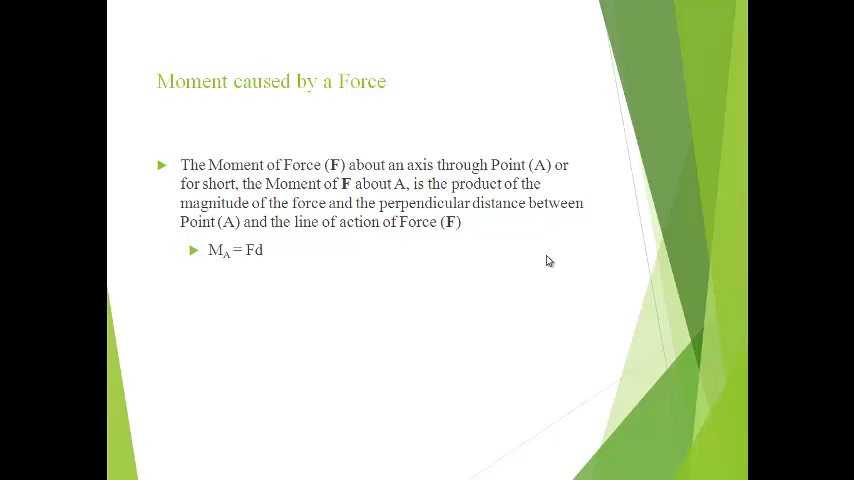 Moment caused by a Force
The Moment of Force (F) about an axis through Point (A) or
for short, the Moment of F about A, is the product of the
magnitude of the force and the perpendicular distance between
Point (A) and the line of action of Force (F)
M_A = Fd